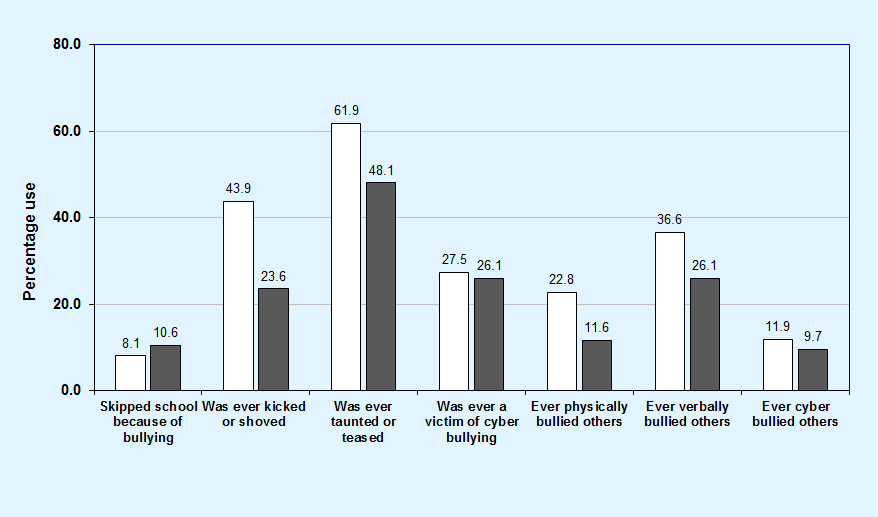 80.0
60.0
40.0
20.0
0.0
Percentage use
8.1
10.6
43.9
23.6
61.9
48.1
27.5
26.1
22.8
11.6
36.6
26.1
11.9
9.7
Skipped school
because of
bullying
Was ever kicked
or shoved
Was ever
taunted or
teased
Was ever a
victim of cyber
bullying
Ever physically
bullied others
Ever verbally
bullied others
Ever cyber
bullied others